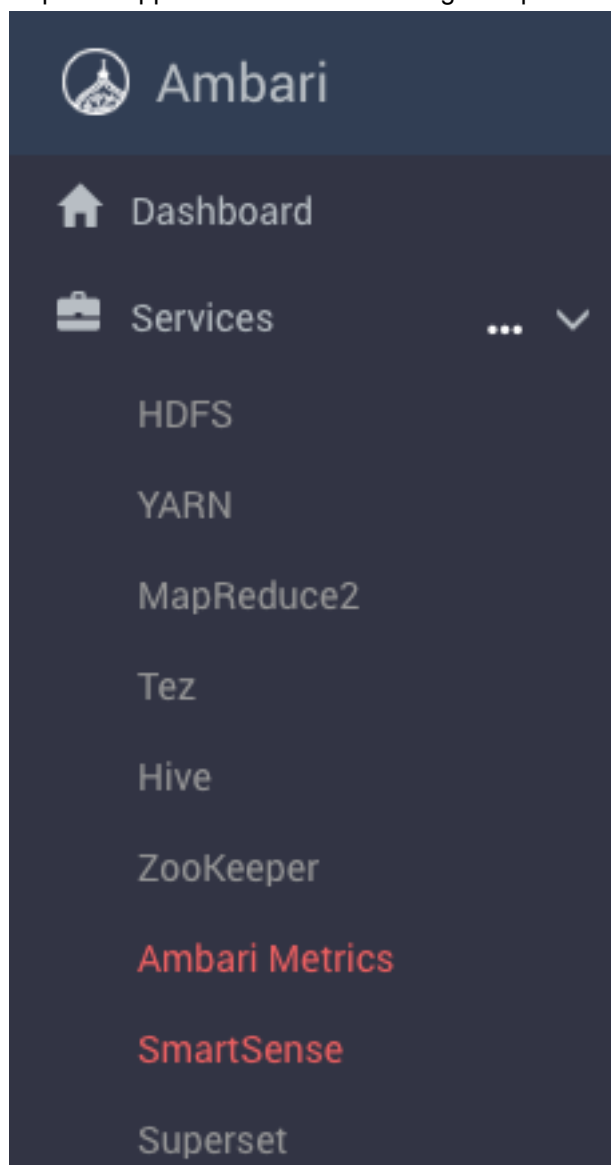 Ambari
Dashboard
Services ...
HDFS
YARN
MapReduce2
Tez
Hive
ZooKeeper
Ambari Metrics
SmartSense
Superset